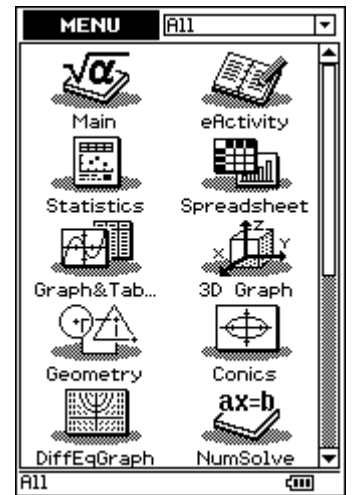 MENU All
√α
Main eActivity
Statistics Spreadsheet
Z
X Y
Graph&Tab... 3D Graph
r
Geometry Conics
ax=b
DiffEqGraph NumSolve
All